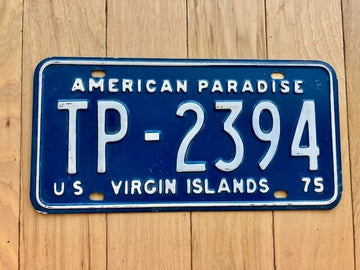 AMERICAN PARADISE
TP-2394
US VIRGIN ISLANDS 75